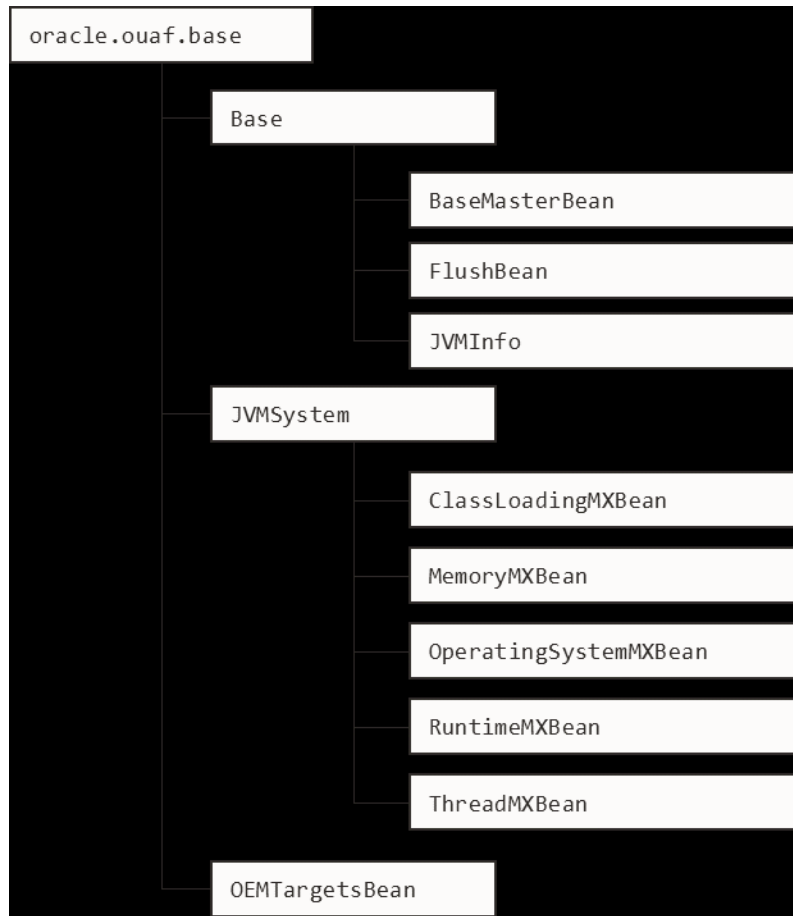 oracle.ouaf.base
Base
BaseMasterBean
FlushBean
JVMInfo
JVMSystem
ClassLoadingMXBean
MemoryMXBean
OperatingSystemMXBean
RuntimeMXBean
ThreadMXBean
OEMTargetsBean